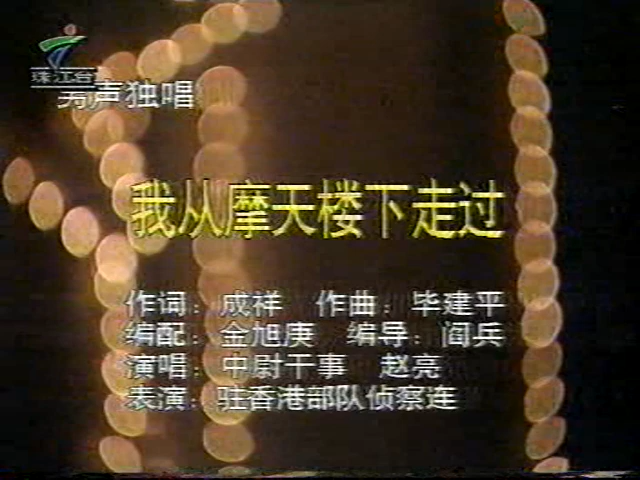 珠江台
男声独唱
我从摩天楼下走过
作词：成祥　作曲：毕建平
编配：金旭庚　编导：阎兵
演唱：中尉干事　赵亮
表演：驻香港部队侦察连